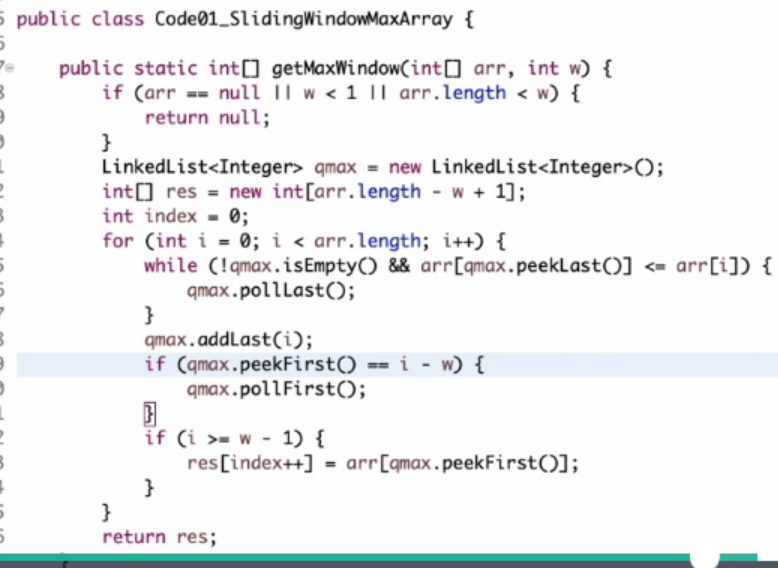 public class Code01_SlidingWindowMaxArray {
public static int[] getMaxWindow(int[] arr, int w) {
if (arr == null || w < 1 || arr.length < w) {
return null;
}
LinkedList<Integer> qmax = new LinkedList<Integer>();
int[] res = new int[arr.length - w + 1];
int index = 0;
for (int i = 0; i < arr.length; i++) {
while (!qmax.isEmpty() && arr[qmax.peekLast()] <= arr[i]) {
qmax.pollLast();
}
qmax.addLast(i);
if (qmax.peekFirst() == i - w) {
qmax.pollFirst();
}
if (i >= w - 1) {
res[index++] = arr[qmax.peekFirst()];
}
}
return res;